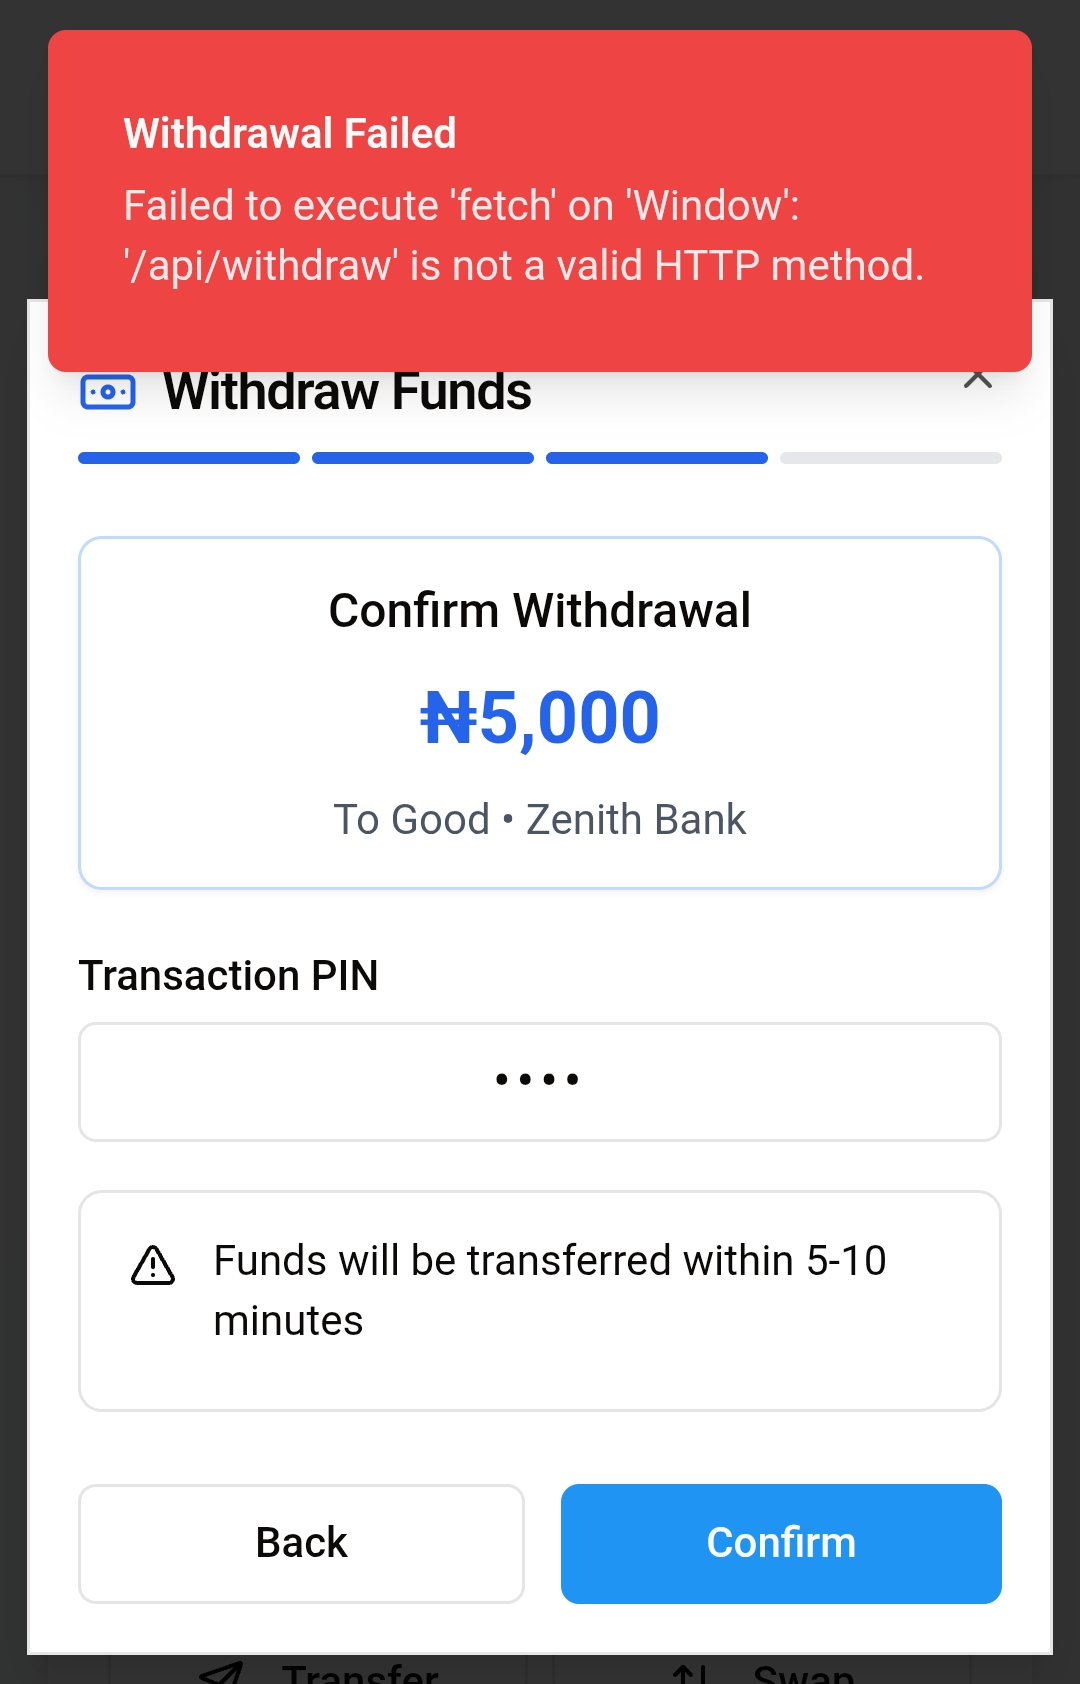 Withdrawal Failed
Failed to execute 'fetch' on 'Window':
'/api/withdraw' is not a valid HTTP method.
Withdraw Funds
Confirm Withdrawal
₦5,000
To Good • Zenith Bank
Transaction PIN
••••
Funds will be transferred within 5-10
minutes
Back
Confirm
Transfer
Swap